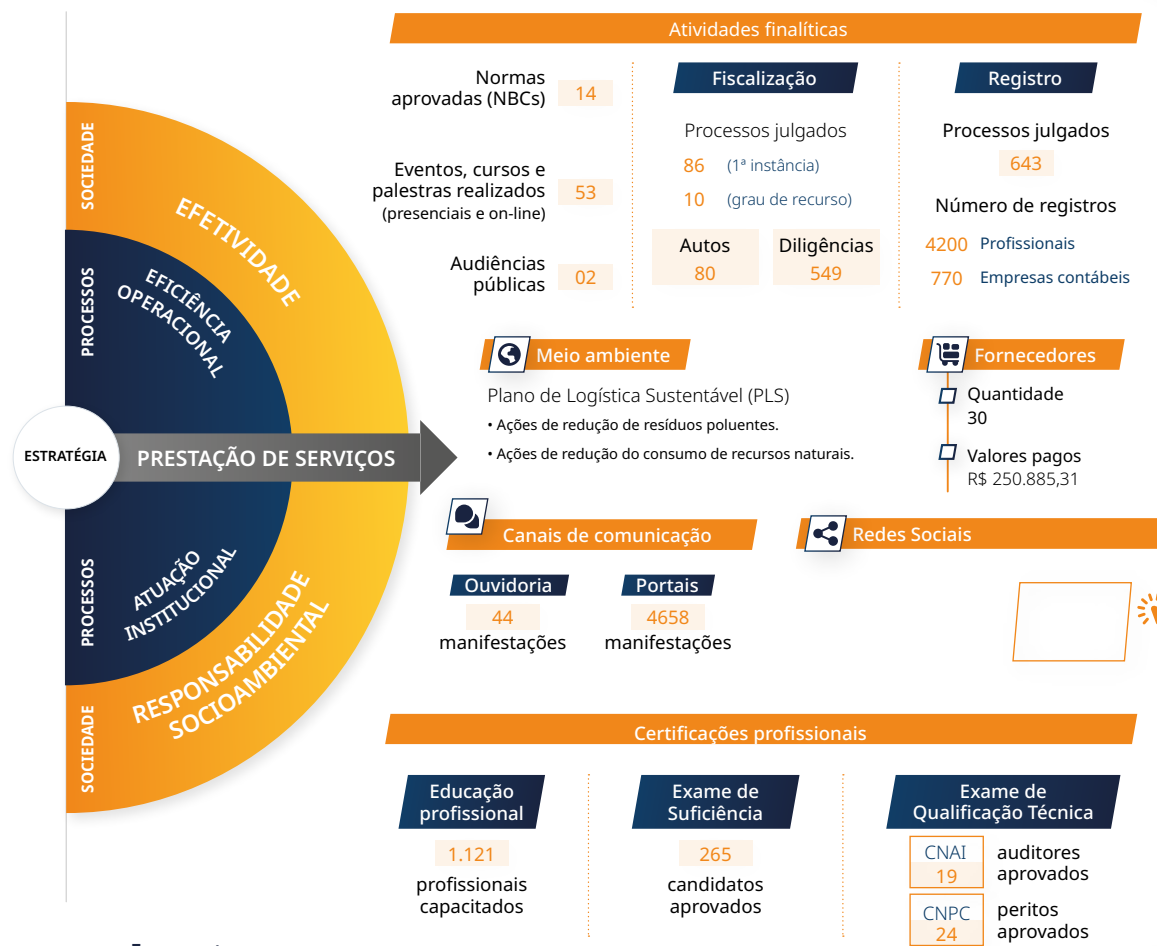 Atividades finalíticas
Normas
aprovadas (NBCs)
14
Eventos, cursos e
palestras realizados
(presenciais e on-line)
53
Audiências
públicas
02
Fiscalização
Processos julgados
86 (1ª instância)
10 (grau de recurso)
Autos
80
Diligências
549
Registro
Processos julgados
643
Número de registros
4200 Profissionais
770 Empresas contábeis
SOCIEDADE
EFETIVIDADE
PROCESSOS
EFICIÊNCIA
OPERACIONAL
ESTRATÉGIA
PRESTAÇÃO DE SERVIÇOS
PROCESSOS
ATUAÇÃO
INSTITUCIONAL
RESPONSABILIDADE
SOCIOAMBIENTAL
SOCIEDADE
Meio ambiente
Plano de Logística Sustentável (PLS)
• Ações de redução de resíduos poluentes.
• Ações de redução do consumo de recursos naturais.
Fornecedores
Quantidade
30
Valores pagos
R$ 250.885,31
Canais de comunicação
Ouvidoria
44
manifestações
Portais
4658
manifestações
Redes Sociais
Certificações profissionais
Educação
profissional
1.121
profissionais
capacitados
Exame de
Suficiência
265
candidatos
aprovados
Exame de
Qualificação Técnica
CNAI
19
auditores
aprovados
CNPC
24
peritos
aprovados